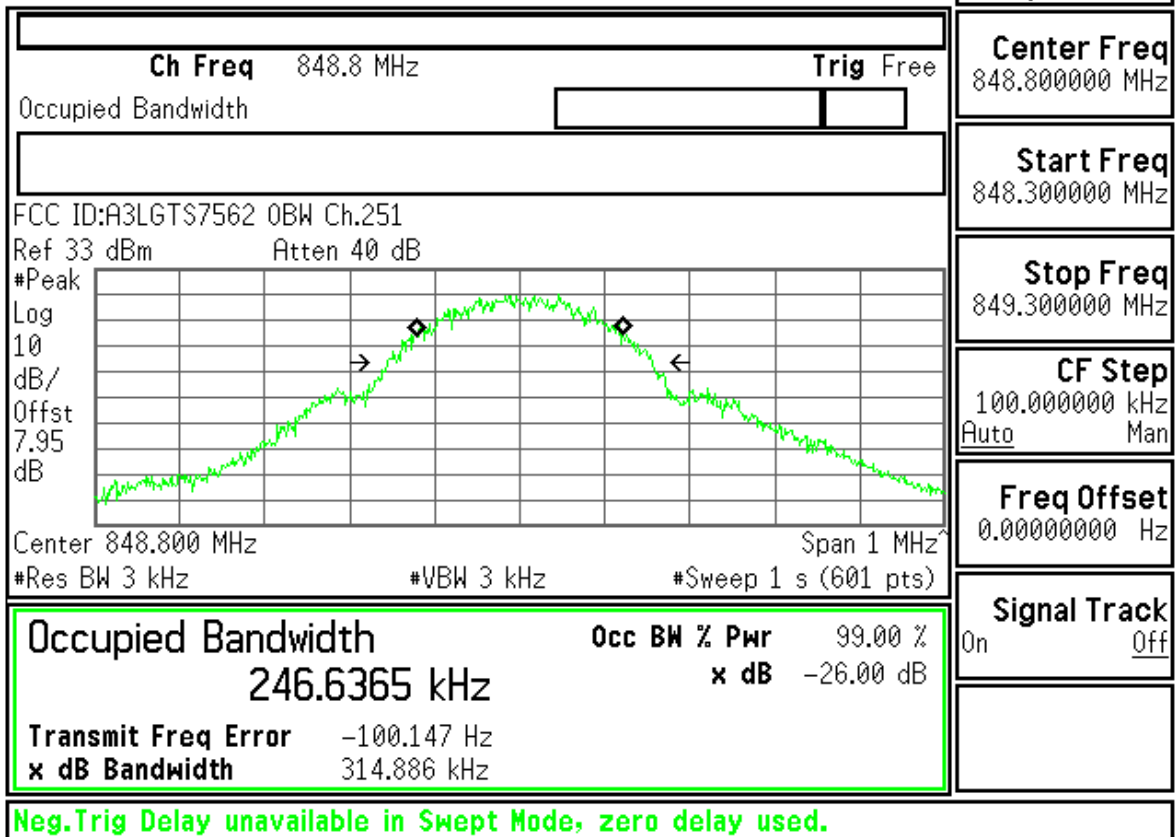 Ch Freq 848.8 MHz Trig Free
Occupied Bandwidth
FCC ID:A3LGTS7562 OBW Ch.251
Ref 33 dBm Atten 40 dB
#Peak
Log
10
dB/
Offst
7.95
dB
Center 848.800 MHz Span 1 MHz^
#Res BW 3 kHz #VBW 3 kHz #Sweep 1 s (601 pts)
Occupied Bandwidth Occ BW % Pwr 99.00 %
246.6365 kHz x dB -26.00 dB
Transmit Freq Error -100.147 Hz
x dB Bandwidth 314.886 kHz
Neg.Trig Delay unavailable in Swept Mode, zero delay used.
Center Freq
848.800000 MHz
Start Freq
848.300000 MHz
Stop Freq
849.300000 MHz
CF Step
100.000000 kHz
Auto Man
Freq Offset
0.00000000 Hz
Signal Track
On Off